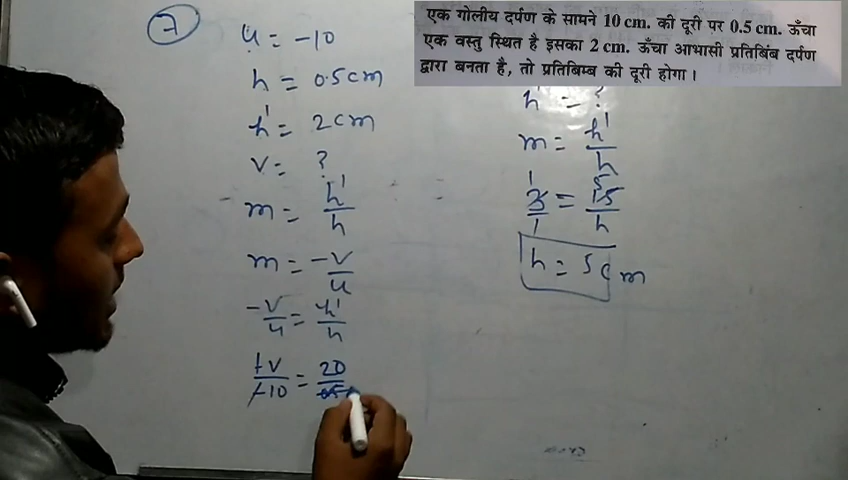 एक गोलीय दर्पण के सामने 10 cm. की दूरी पर 0.5 cm. ऊँचा
एक वस्तु स्थित है इसका 2 cm. ऊँचा आभासी प्रतिबिंब दर्पण
द्वारा बनता है, तो प्रतिबिम्ब की दूरी होगा।
7
u = -10
h = 0.5cm
h' = 2cm
v = ?
m = h'/h
m = -v/u
-v/u = h'/h
+v/-10 = 20/
h' = ?
m = h'/h
h = 5cm